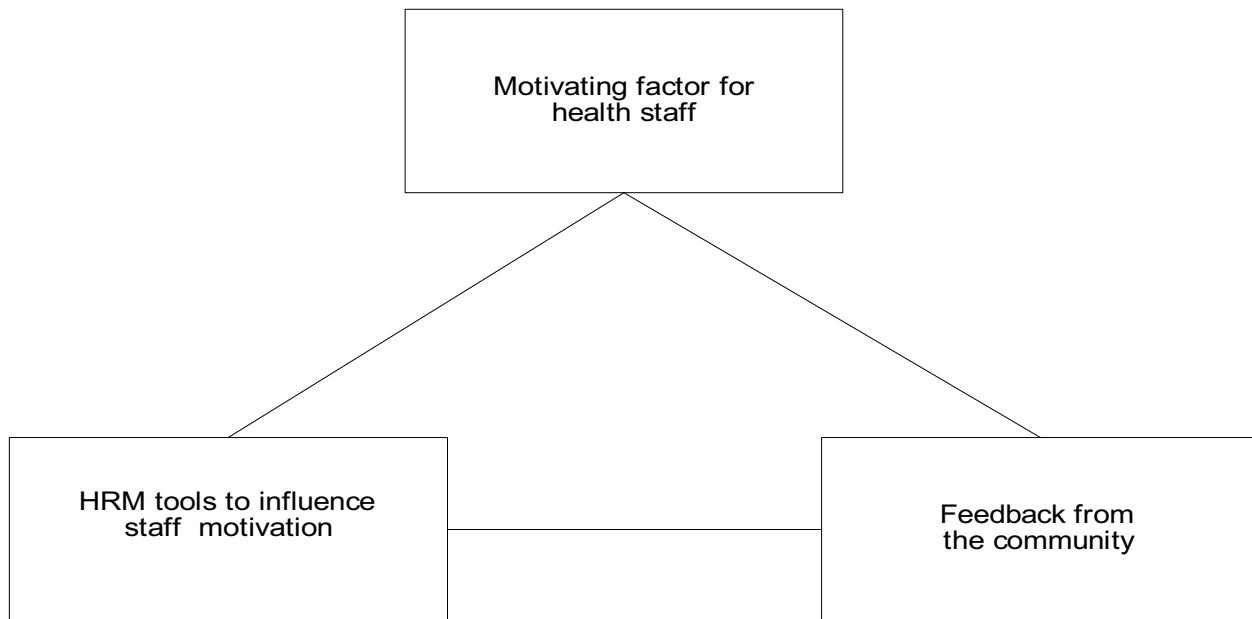 Motivating factor for
health staff
HRM tools to influence
staff  motivation
Feedback from
the community